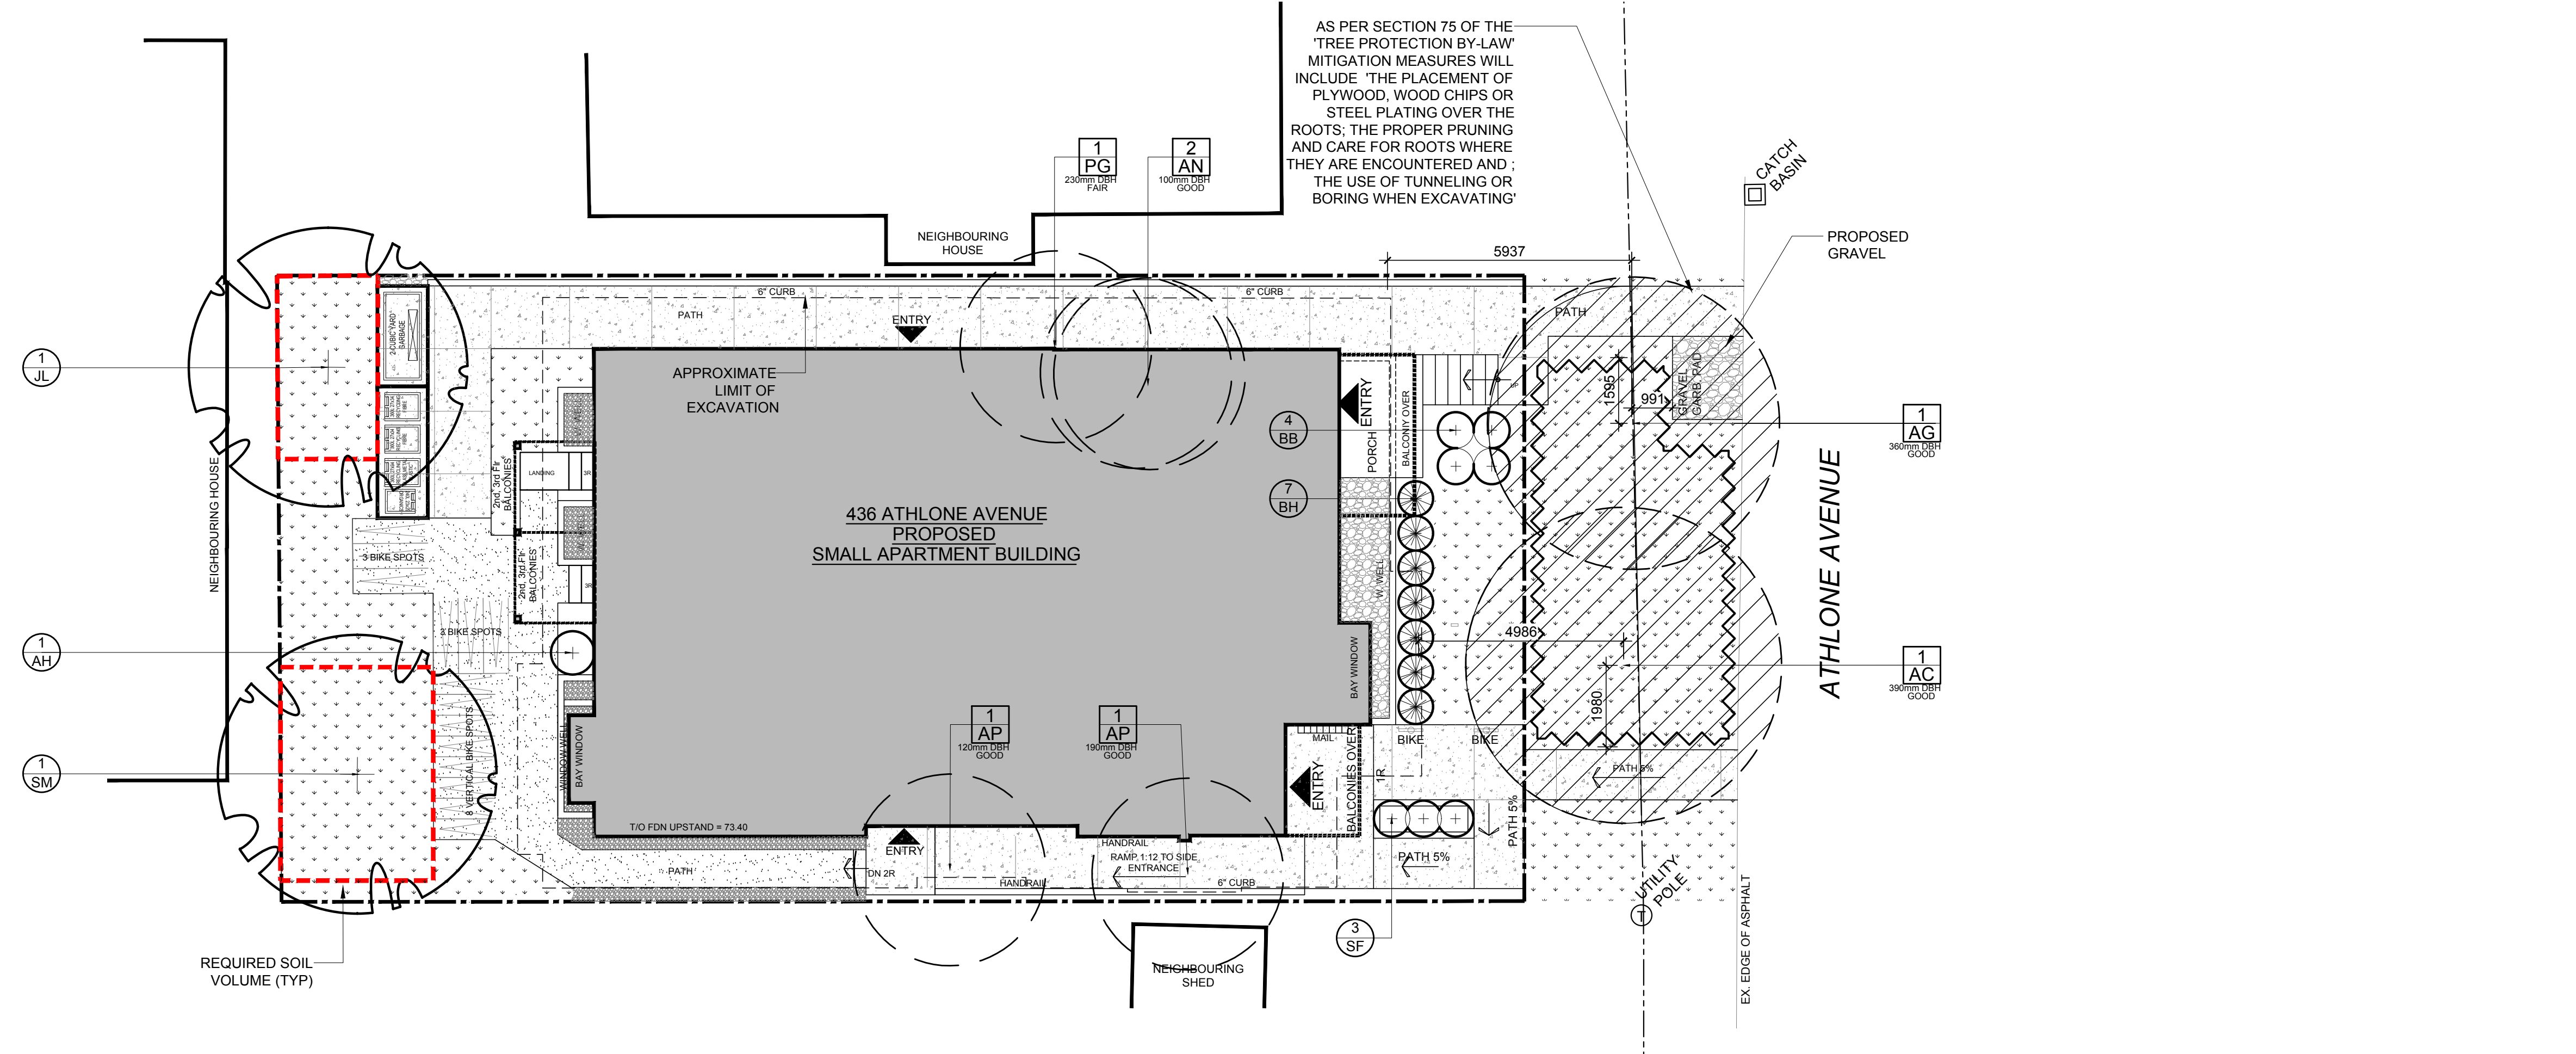 AS PER SECTION 75 OF THE
'TREE PROTECTION BY-LAW'
MITIGATION MEASURES WILL
INCLUDE 'THE PLACEMENT OF
PLYWOOD, WOOD CHIPS OR
STEEL PLATING OVER THE
ROOTS; THE PROPER PRUNING
AND CARE FOR ROOTS WHERE
THEY ARE ENCOUNTERED AND ;
THE USE OF TUNNELING OR
BORING WHEN EXCAVATING'
CATCH
BASIN
1
PG
230mm DBH
FAIR
2
AN
100mm DBH
GOOD
NEIGHBOURING
HOUSE
5937
PROPOSED
GRAVEL
6" CURB
6" CURB
PATH
ENTRY
PATH
2-CUBIC YARD
GARBAGE
1
JL
APPROXIMATE
LIMIT OF
EXCAVATION
ENTRY
PORCH
BALCONIY OVER
UP
1595
991
GRAVEL
GARB. PAD
4
BB
1
AG
360mm DBH
GOOD
NEIGHBOURING HOUSE
2nd, 3rd Flr
BALCONIES
LANDING
3R
7
BH
436 ATHLONE AVENUE
PROPOSED
SMALL APARTMENT BUILDING
ATHLONE AVENUE
3 BIKE SPOTS
2nd, 3rd Flr
BALCONIES
3R
W. WELL
3 BIKE SPOTS
4986
1
AH
BAY WINDOW
1
AC
390mm DBH
GOOD
1980
8 VERTICAL BIKE SPOTS
WINDOW WELL
BAY WINDOW
1
AP
120mm DBH
GOOD
1
AP
190mm DBH
GOOD
MAIL
BIKE
BIKE
1
SM
ENTRY
BALCONIES OVER
1R
PATH 5%
PATH 5%
T/O FDN UPSTAND = 73.40
ENTRY
HANDRAIL
RAMP 1:12 TO SIDE
ENTRANCE
PATH 5%
PATH
DN 2R
HANDRAIL
6" CURB
UTILITY
POLE
T
3
SF
REQUIRED SOIL
VOLUME (TYP)
NEIGHBOURING
SHED
EX. EDGE OF ASPHALT